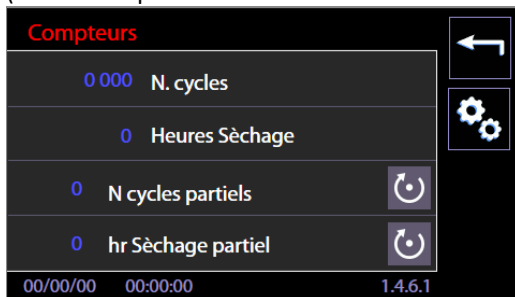 Compteurs
0 000 N. cycles
0 Heures Sèchage
0 N cycles partiels
0 hr Sèchage partiel
00/00/00 00:00:00 1.4.6.1